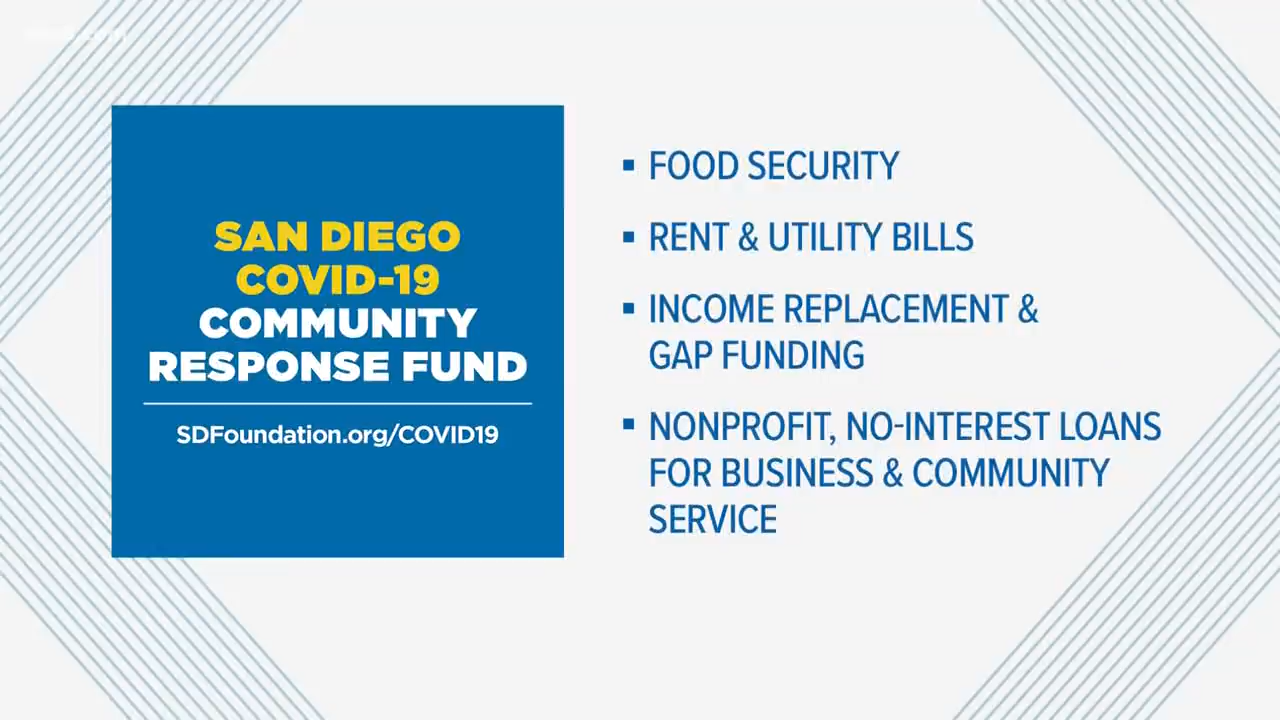 SAN DIEGO
COVID-19
COMMUNITY
RESPONSE FUND
SDFoundation.org/COVID19
▪ FOOD SECURITY
▪ RENT & UTILITY BILLS
▪ INCOME REPLACEMENT &
GAP FUNDING
▪ NONPROFIT, NO-INTEREST LOANS
FOR BUSINESS & COMMUNITY
SERVICE